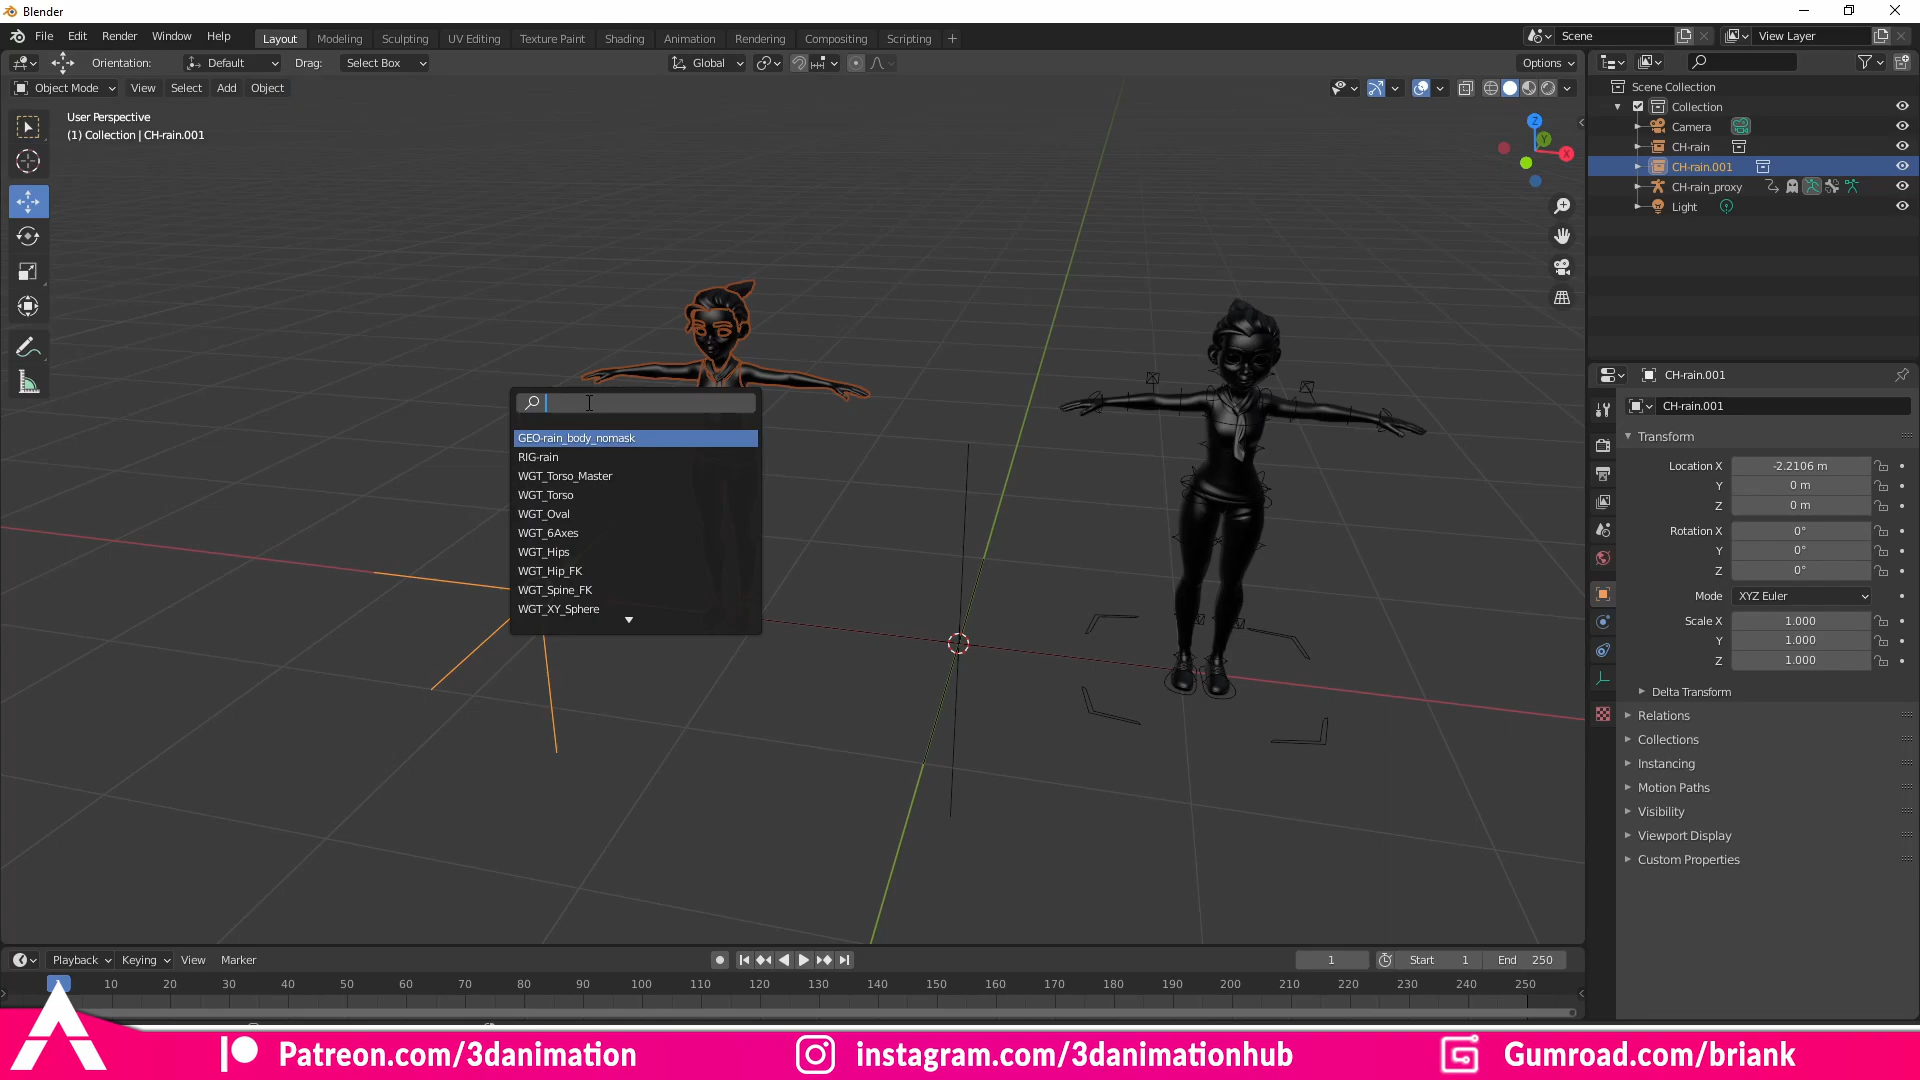 Blender
File Edit Render Window Help
Layout Modeling Sculpting UV Editing Texture Paint Shading Animation Rendering Compositing Scripting +
Scene
View Layer
Orientation: Default Drag: Select Box
Global
Options
Object Mode View Select Add Object
User Perspective
(1) Collection | CH-rain.001
Z
Y
X
GEO-rain_body_nomask
RIG-rain
WGT_Torso_Master
WGT_Torso
WGT_Oval
WGT_6Axes
WGT_Hips
WGT_Hip_FK
WGT_Spine_FK
WGT_XY_Sphere
Scene Collection
Collection
Camera
CH-rain
CH-rain.001
CH-rain_proxy
Light
CH-rain.001
CH-rain.001
Transform
Location X -2.2106 m
Y 0 m
Z 0 m
Rotation X 0°
Y 0°
Z 0°
Mode XYZ Euler
Scale X 1.000
Y 1.000
Z 1.000
Delta Transform
Relations
Collections
Instancing
Motion Paths
Visibility
Viewport Display
Custom Properties
Playback Keying View Marker
1 Start 1 End 250
10 20 30 40 50 60 70 80 90 100 110 120 130 140 150 160 170 180 190 200 210 220 230 240 250
Patreon.com/3danimation instagram.com/3danimationhub Gumroad.com/briank